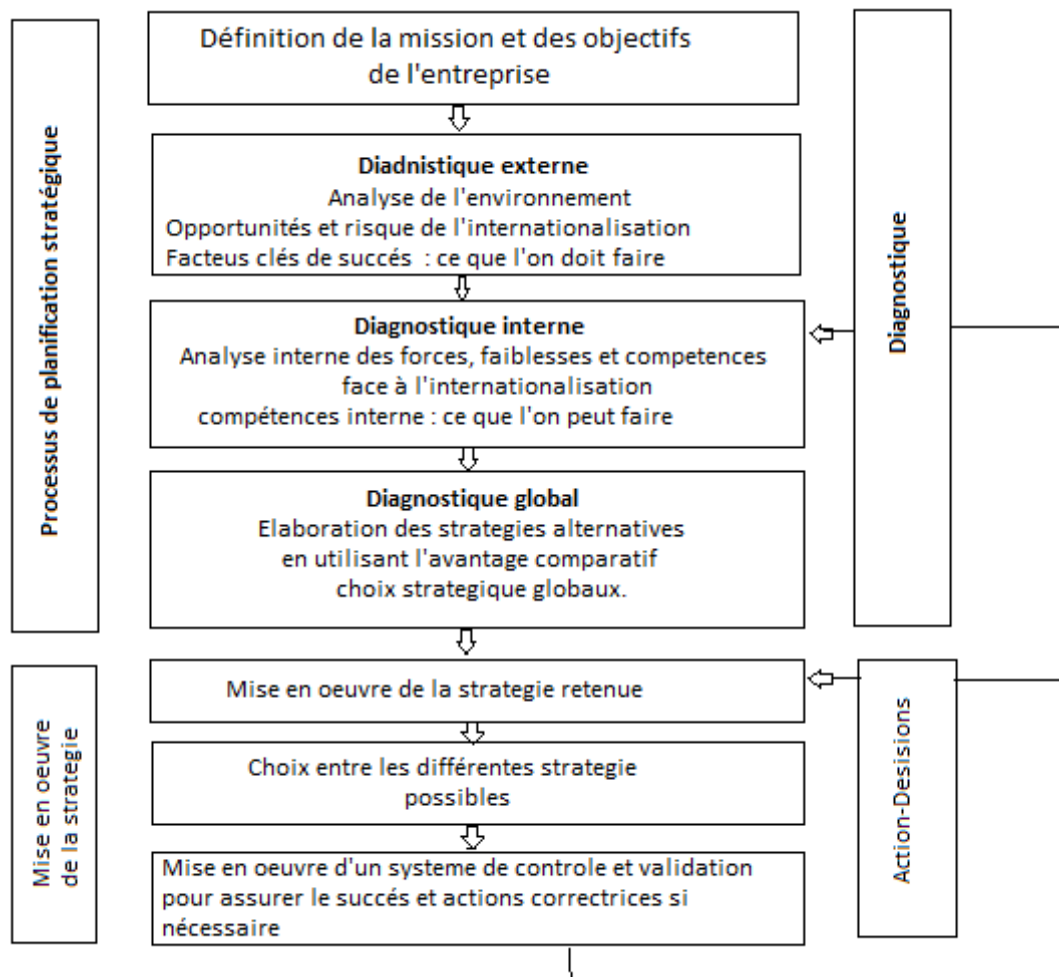 Processus de planification stratégique
Définition de la mission et des objectifs
de l'entreprise
Diadnistique externe
Analyse de l'environnement
Opportunités et risque de l'internationalisation
Facteus clés de succés : ce que l'on doit faire
Diagnostique interne
Analyse interne des forces, faiblesses et competences
face à l'internationalisation
compétences interne : ce que l'on peut faire
Diagnostique global
Elaboration des strategies alternatives
en utilisant l'avantage comparatif
choix strategique globaux.
Diagnostique
Mise en oeuvre
de la strategie
Mise en oeuvre de la strategie retenue
Choix entre les différentes strategie
possibles
Mise en oeuvre d'un systeme de controle et validation
pour assurer le succés et actions correctrices si
nécessaire
Action-Desisions